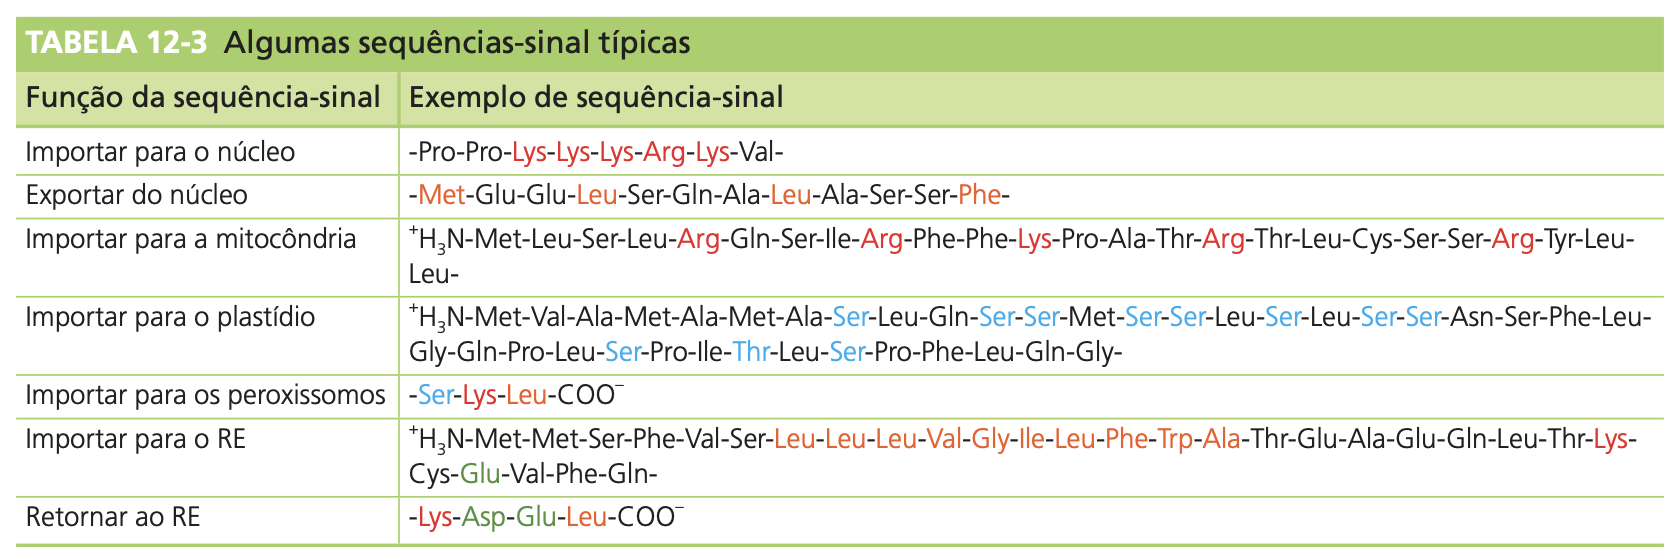 TABELA 12-3 Algumas sequências-sinal típicas
Função da sequência-sinal Exemplo de sequência-sinal
Importar para o núcleo -Pro-Pro-Lys-Lys-Lys-Arg-Lys-Val-
Exportar do núcleo -Met-Glu-Glu-Leu-Ser-Gln-Ala-Leu-Ala-Ser-Ser-Phe-
Importar para a mitocôndria ⁺H₃N-Met-Leu-Ser-Leu-Arg-Gln-Ser-Ile-Arg-Phe-Phe-Lys-Pro-Ala-Thr-Arg-Thr-Leu-Cys-Ser-Ser-Arg-Tyr-Leu-
Leu-
Importar para o plastídio ⁺H₃N-Met-Val-Ala-Met-Ala-Met-Ala-Ser-Leu-Gln-Ser-Ser-Met-Ser-Ser-Leu-Ser-Leu-Ser-Ser-Asn-Ser-Phe-Leu-
Gly-Gln-Pro-Leu-Ser-Pro-Ile-Thr-Leu-Ser-Pro-Phe-Leu-Gln-Gly-
Importar para os peroxissomos -Ser-Lys-Leu-COO⁻
Importar para o RE ⁺H₃N-Met-Met-Ser-Phe-Val-Ser-Leu-Leu-Leu-Val-Gly-Ile-Leu-Phe-Trp-Ala-Thr-Glu-Ala-Glu-Gln-Leu-Thr-Lys-
Cys-Glu-Val-Phe-Gln-
Retornar ao RE -Lys-Asp-Glu-Leu-COO⁻